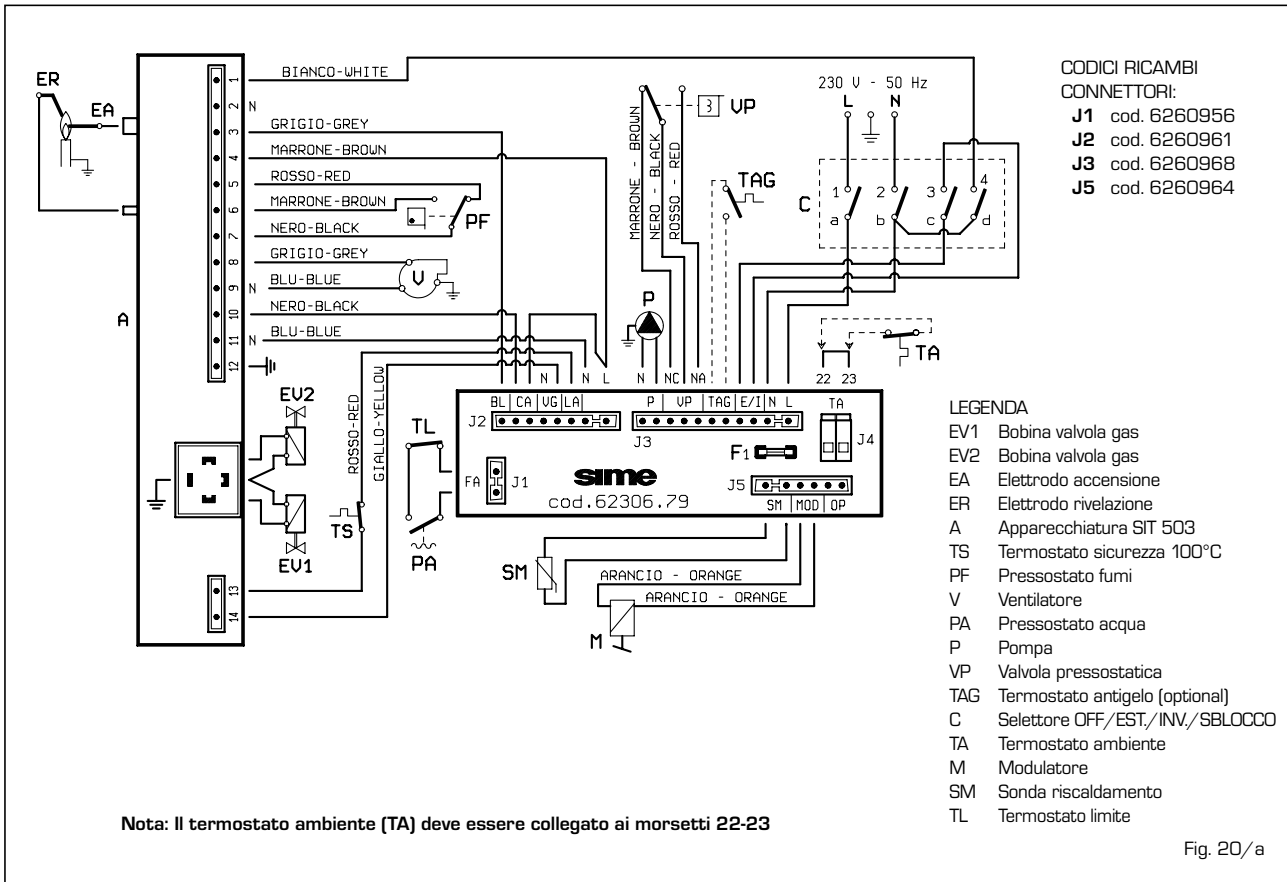 ER
EA
A
1
BIANCO-WHITE
2 N
3
GRIGIO-GREY
4
MARRONE-BROWN
5
ROSSO-RED
6
MARRONE-BROWN
PF
7
NERO-BLACK
8
GRIGIO-GREY
V
9 N
BLU-BLUE
10
NERO-BLACK
11 N
BLU-BLUE
12
EV2
EV1
13
14
ROSSO-RED
GIALLO-YELLOW
TS
TL
PA
MARRONE - BROWN
NERO - BLACK
ROSSO - RED
VP
TAG
P
230 V - 50 Hz
L N
C
1 2 3 4
a b c d
TA
22 23
N N L
N NC NA
BL CA VG LA
J2
P VP TAG E/I N L
J3
TA
J4
F1
FA J1
sime
cod.62306.79
J5
SM MOD OP
SM
ARANCIO - ORANGE
ARANCIO - ORANGE
M
CODICI RICAMBI
CONNETTORI:
J1 cod. 6260956
J2 cod. 6260961
J3 cod. 6260968
J5 cod. 6260964
LEGENDA
EV1 Bobina valvola gas
EV2 Bobina valvola gas
EA Elettrodo accensione
ER Elettrodo rivelazione
A Apparecchiatura SIT 503
TS Termostato sicurezza 100°C
PF Pressostato fumi
V Ventilatore
PA Pressostato acqua
P Pompa
VP Valvola pressostatica
TAG Termostato antigelo (optional)
C Selettore OFF/EST./INV./SBLOCCO
TA Termostato ambiente
M Modulatore
SM Sonda riscaldamento
TL Termostato limite
Nota: Il termostato ambiente (TA) deve essere collegato ai morsetti 22-23
Fig. 20/a